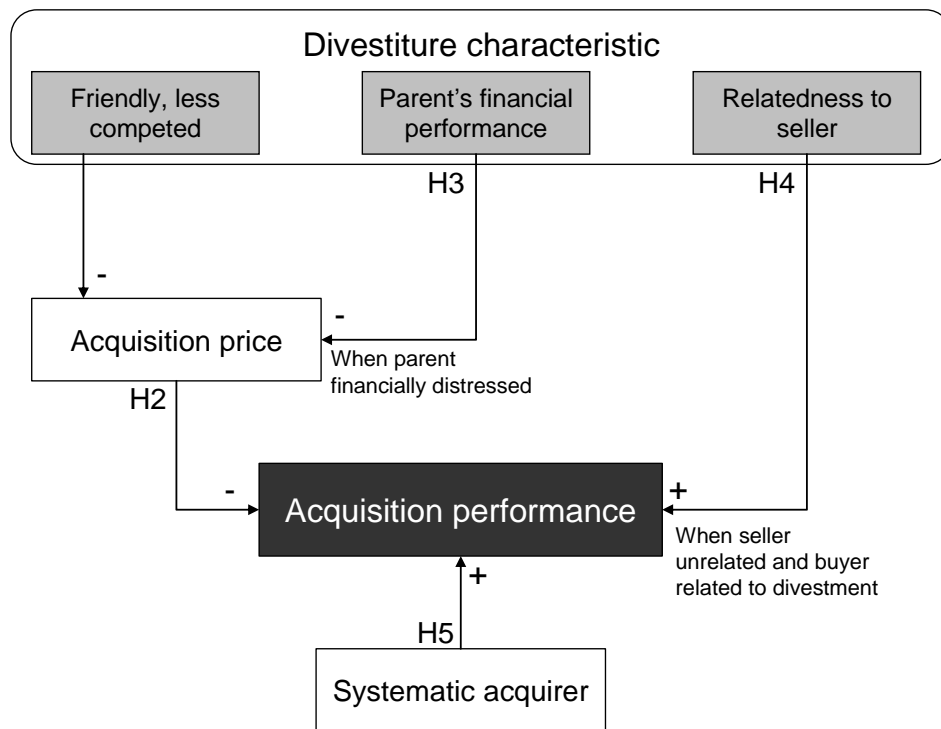 Divestiture characteristic
Friendly, less
competed
Parent's financial
performance
Relatedness to
seller
H3
H4
-
-
Acquisition price
When parent
financially distressed
H2
-
Acquisition performance
+
When seller
unrelated and buyer
related to divestment
+
H5
Systematic acquirer